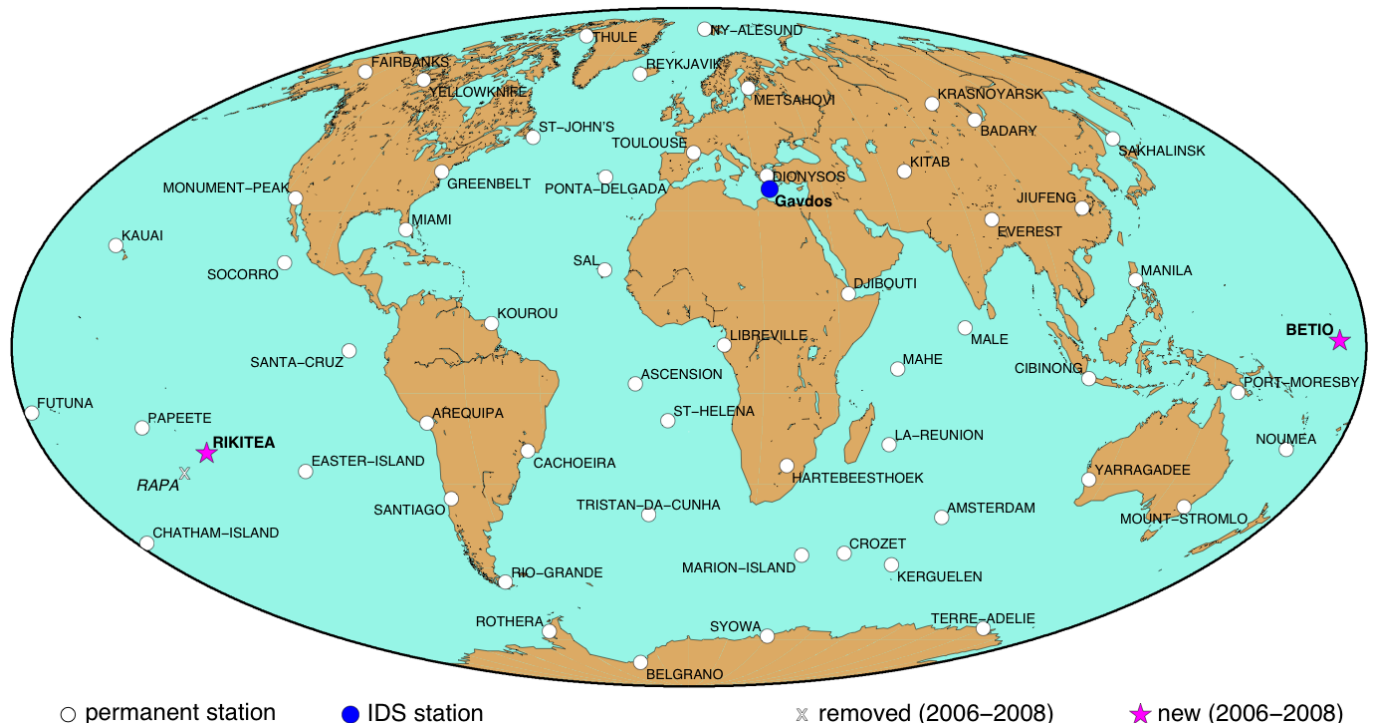 THULE
NY−ALESUND
FAIRBANKS
REYKJAVIK
YELLOWKNIFE
METSAHOVI
KRASNOYARSK
ST−JOHN'S
BADARY
TOULOUSE
SAKHALINSK
KITAB
DIONYSOS
GREENBELT
MONUMENT−PEAK
PONTA−DELGADA
Gavdos
JIUFENG
MIAMI
EVEREST
KAUAI
SOCORRO
SAL
MANILA
DJIBOUTI
KOUROU
BETIO
LIBREVILLE
MALE
SANTA−CRUZ
MAHE
CIBINONG
ASCENSION
PORT−MORESBY
FUTUNA
PAPEETE
AREQUIPA
ST−HELENA
RIKITEA
LA−REUNION
NOUMEA
EASTER−ISLAND
CACHOEIRA
YARRAGADEE
HARTEBEESTHOEK
RAPA
X
SANTIAGO
TRISTAN−DA−CUNHA
AMSTERDAM
MOUNT−STROMLO
CHATHAM−ISLAND
CROZET
MARION−ISLAND
RIO−GRANDE
KERGUELEN
ROTHERA
SYOWA
TERRE−ADELIE
BELGRANO
permanent station
IDS station
x removed (2006−2008)
new (2006−2008)